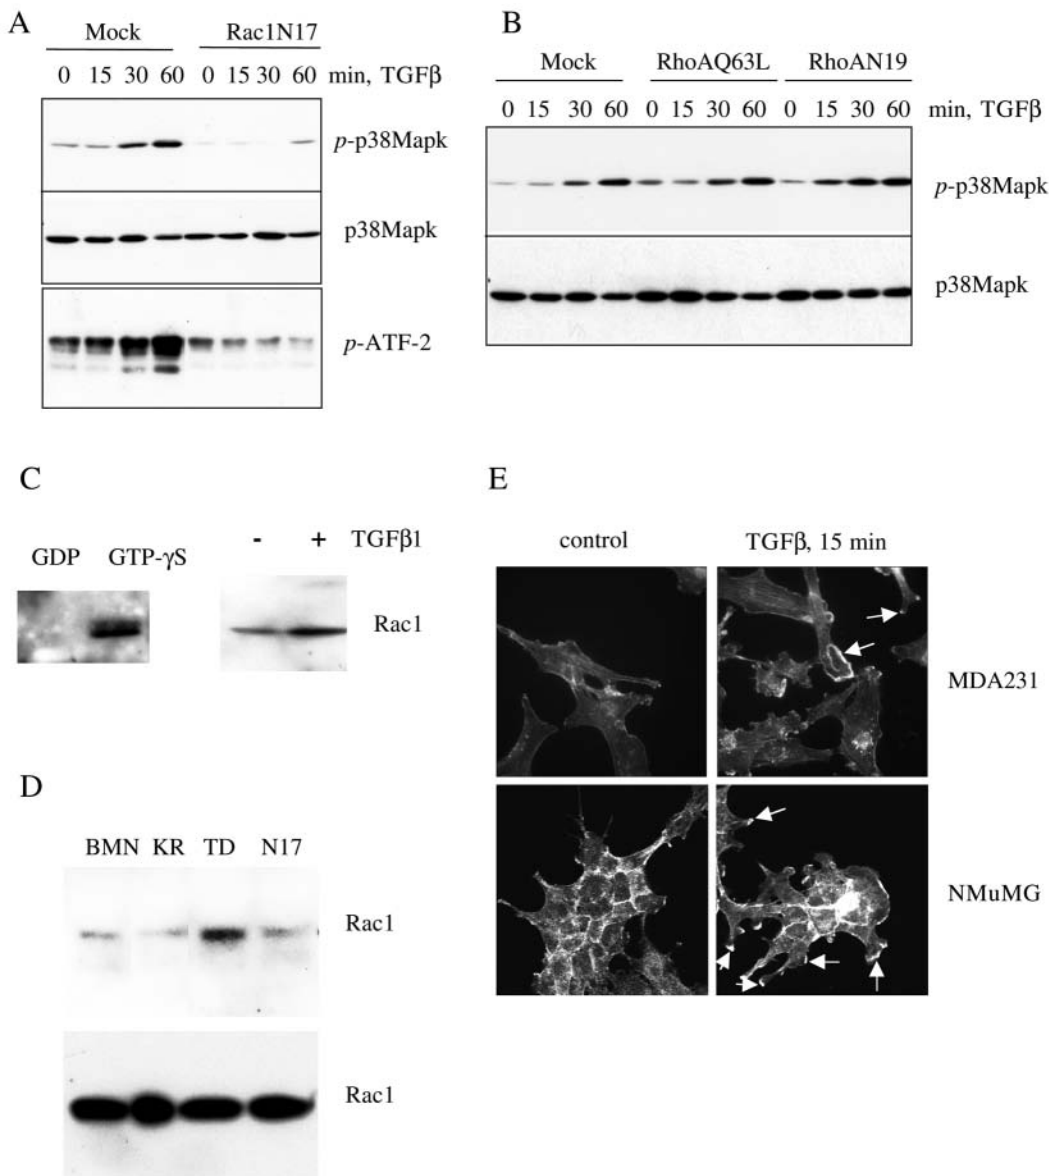 A
Mock Rac1N17
0 15 30 60 0 15 30 60 min, TGFβ
p-p38Mapk
p38Mapk
p-ATF-2
B
Mock RhoAQ63L RhoAN19
0 15 30 60 0 15 30 60 0 15 30 60 min, TGFβ
p-p38Mapk
p38Mapk
C
GDP GTP-γS
- + TGFβ1
Rac1
D
BMN KR TD N17
Rac1
Rac1
E
control TGFβ, 15 min
MDA231
NMuMG